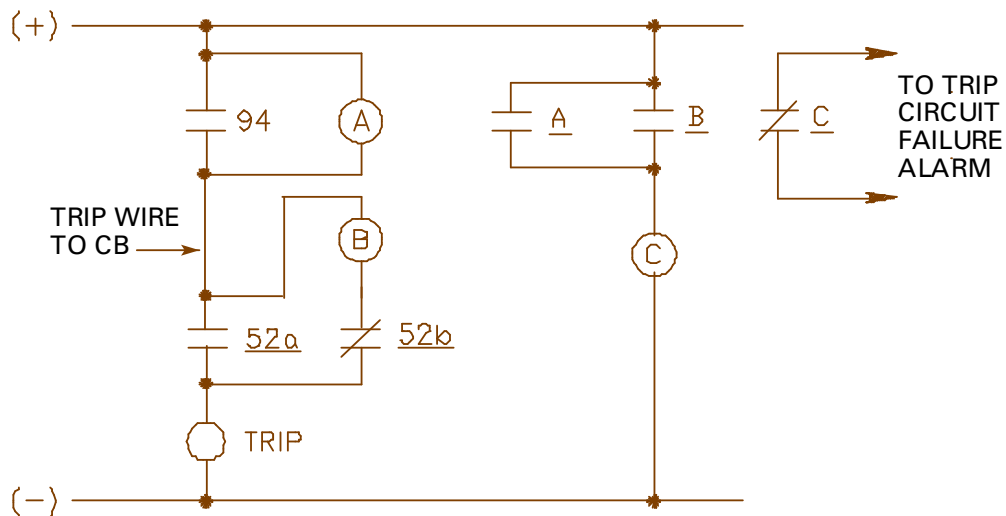 (+)
94
A
A
B
C
TO TRIP
CIRCUIT
FAILURE
ALARM
TRIP WIRE
TO CB
B
C
52a
52b
TRIP
(-)